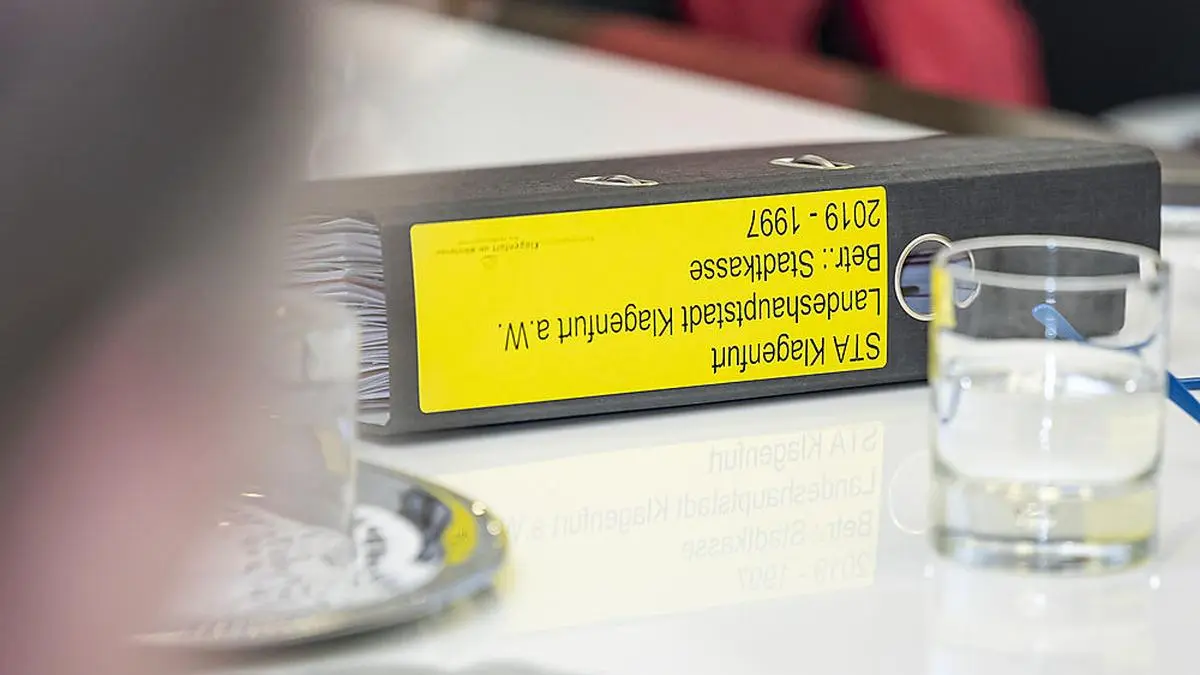 STA Klagenfurt
Landeshauptstadt Klagenfurt a.W.
Betr.: Stadtkasse
2019 - 1997